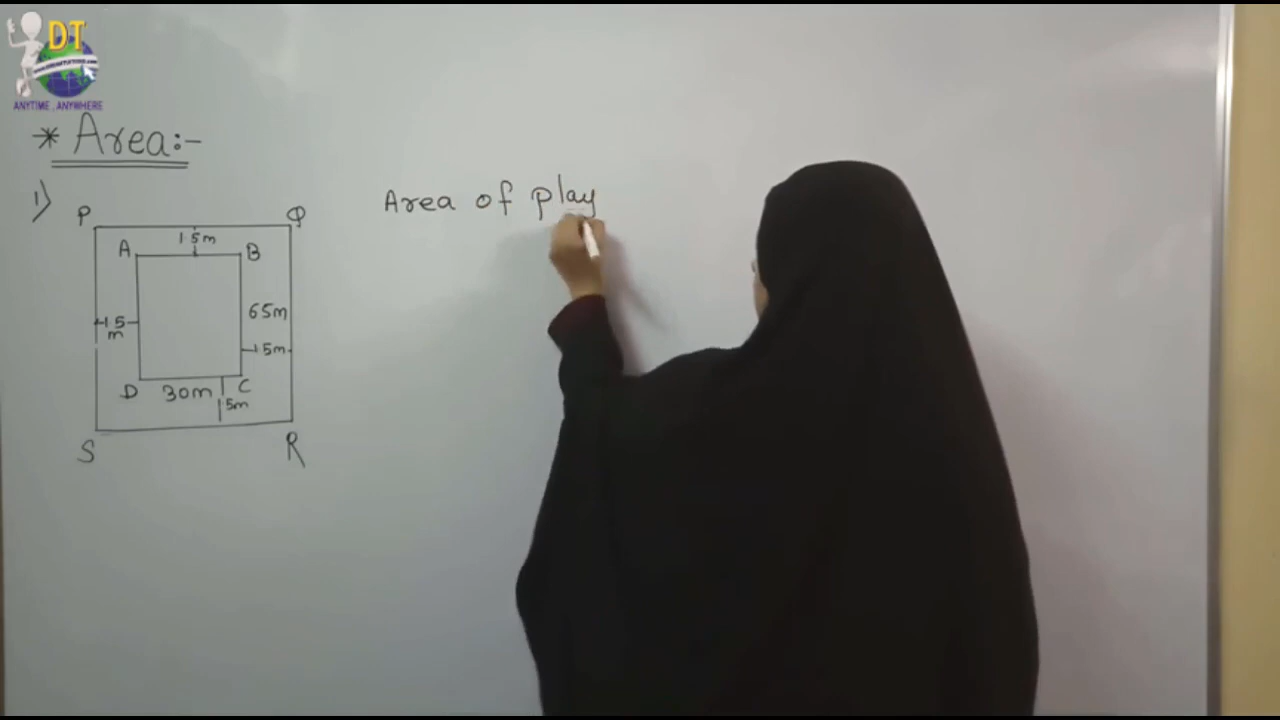 DT
ANYTIME , ANYWHERE
* Area:-
1)
P Q
1.5m
A B
65m
1.5
m
1.5m
D 30m C
1.5m
S R
Area of play